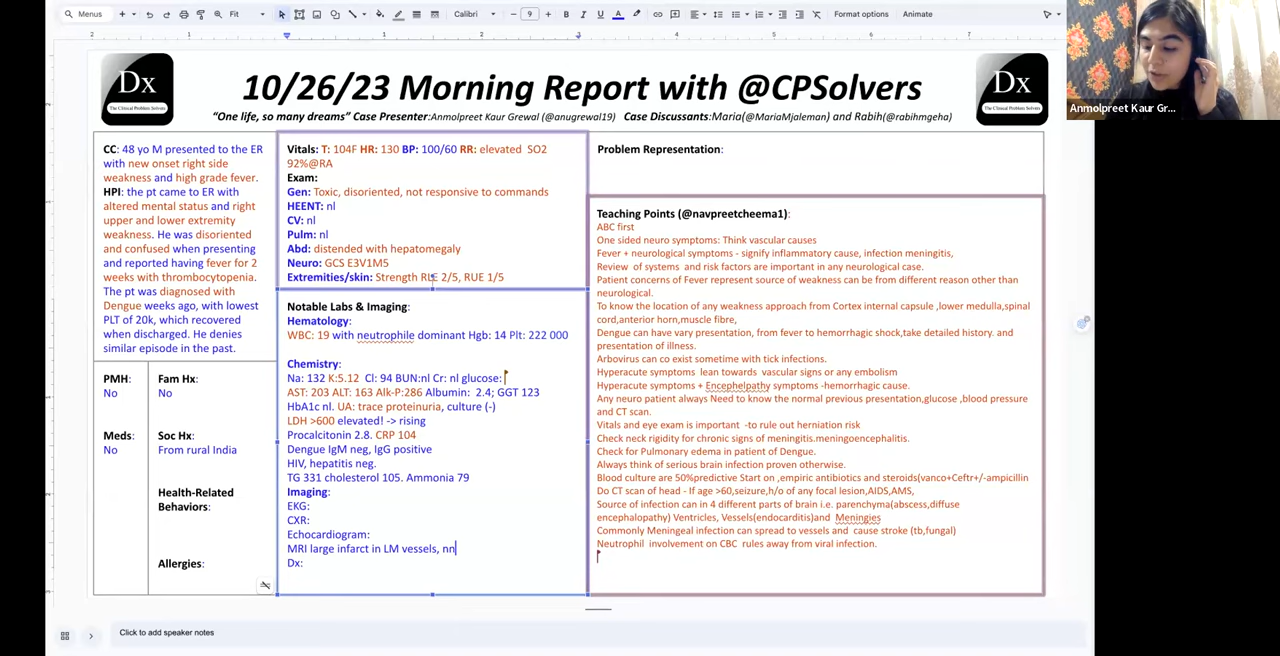 Menus
Fit
Calibri
9
B I U A
Format options
Animate
2 1 1 2 4 5 6 7
Dx
The Clinical Problem Solvers
10/26/23 Morning Report with @CPSolvers
“One life, so many dreams” Case Presenter:Anmolpreet Kaur Grewal (@anugrewal19) Case Discussants:Maria(@MariaMjaleman) and Rabih(@rabihmgeha)
Dx
The Clinical Problem Solvers
Anmolpreet Kaur Gr...
CC: 48 yo M presented to the ER
with new onset right side
weakness and high grade fever.
HPI: the pt came to ER with
altered mental status and right
upper and lower extremity
weakness. He was disoriented
and confused when presenting
and reported having fever for 2
weeks with thrombocytopenia.
The pt was diagnosed with
Dengue weeks ago, with lowest
PLT of 20k, which recovered
when discharged. He denies
similar episode in the past.
PMH:
No
Meds:
No
Fam Hx:
No
Soc Hx:
From rural India
Health-Related
Behaviors:
Allergies:
Vitals: T: 104F HR: 130 BP: 100/60 RR: elevated SO2
92%@RA
Exam:
Gen: Toxic, disoriented, not responsive to commands
HEENT: nl
CV: nl
Pulm: nl
Abd: distended with hepatomegaly
Neuro: GCS E3V1M5
Extremities/skin: Strength RLE 2/5, RUE 1/5
Notable Labs & Imaging:
Hematology:
WBC: 19 with neutrophile dominant Hgb: 14 Plt: 222 000
Chemistry:
Na: 132 K:5.12 Cl: 94 BUN:nl Cr: nl glucose:
AST: 203 ALT: 163 Alk-P:286 Albumin: 2.4; GGT 123
HbA1c nl. UA: trace proteinuria, culture (-)
LDH >600 elevated! -> rising
Procalcitonin 2.8. CRP 104
Dengue IgM neg, IgG positive
HIV, hepatitis neg.
TG 331 cholesterol 105. Ammonia 79
Imaging:
EKG:
CXR:
Echocardiogram:
MRI large infarct in LM vessels, nn
Dx:
Problem Representation:
Teaching Points (@navpreetcheema1):
ABC first
One sided neuro symptoms: Think vascular causes
Fever + neurological symptoms - signify inflammatory cause, infection meningitis,
Review of systems and risk factors are important in any neurological case.
Patient concerns of Fever represent source of weakness can be from different reason other than
neurological.
To know the location of any weakness approach from Cortex internal capsule ,lower medulla,spinal
cord,anterior horn,muscle fibre,
Dengue can have vary presentation, from fever to hemorrhagic shock,take detailed history. and
presentation of illness.
Arbovirus can co exist sometime with tick infections.
Hyperacute symptoms lean towards vascular signs or any embolism
Hyperacute symptoms + Encephelpathy symptoms -hemorrhagic cause.
Any neuro patient always Need to know the normal previous presentation,glucose ,blood pressure
and CT scan.
Vitals and eye exam is important -to rule out herniation risk
Check neck rigidity for chronic signs of meningitis.meningoencephalitis.
Check for Pulmonary edema in patient of Dengue.
Always think of serious brain infection proven otherwise.
Blood culture are 50%predictive Start on ,empiric antibiotics and steroids(vanco+Ceftr+/-ampicillin
Do CT scan of head - If age >60,seizure,h/o of any focal lesion,AIDS,AMS,
Source of infection can in 4 different parts of brain i.e. parenchyma(abscess,diffuse
encephalopathy) Ventricles, Vessels(endocarditis)and Meningies
Commonly Meningeal infection can spread to vessels and cause stroke (tb,fungal)
Neutrophil involvement on CBC rules away from viral infection.
Click to add speaker notes